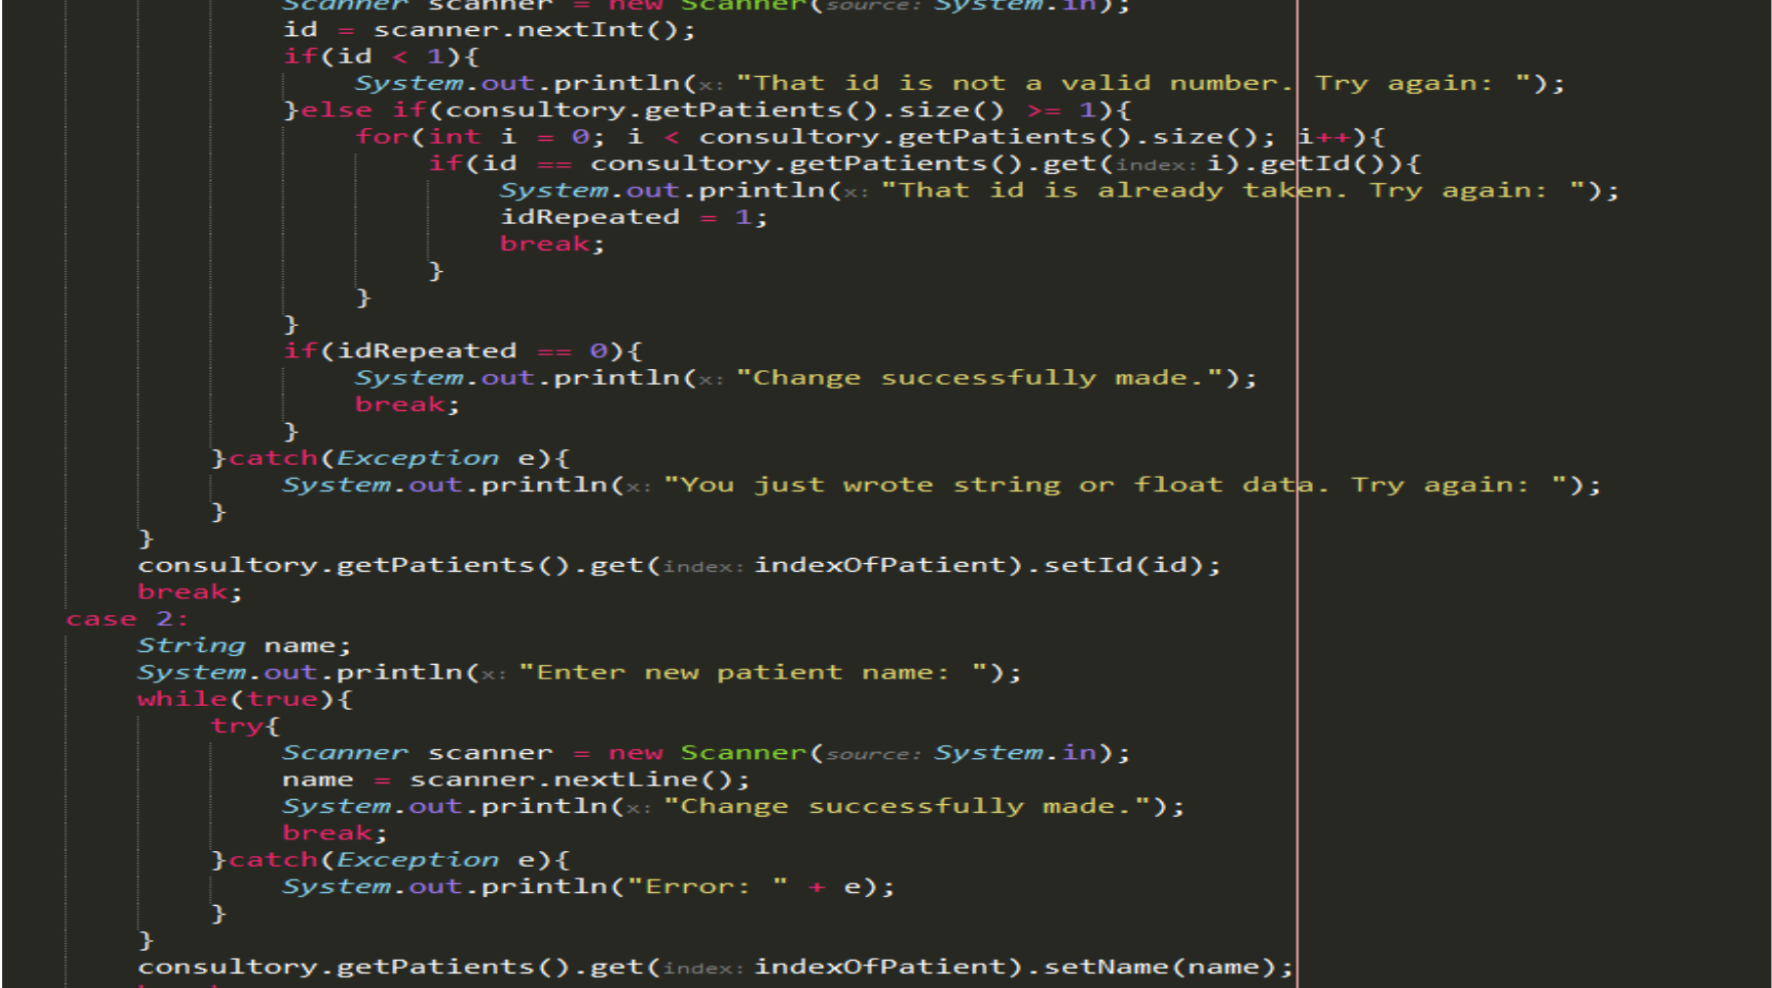 Scanner scanner = new Scanner(source: System.in);
id = scanner.nextInt();
if(id < 1){
System.out.println(x: "That id is not a valid number. Try again: ");
}else if(consultory.getPatients().size() >= 1){
for(int i = 0; i < consultory.getPatients().size(); i++){
if(id == consultory.getPatients().get(index: i).getId()){
System.out.println(x: "That id is already taken. Try again: ");
idRepeated = 1;
break;
}
}
}
if(idRepeated == 0){
System.out.println(x: "Change successfully made.");
break;
}
}catch(Exception e){
System.out.println(x: "You just wrote string or float data. Try again: ");
}
}
consultory.getPatients().get(index: indexOfPatient).setId(id);
break;
case 2:
String name;
System.out.println(x: "Enter new patient name: ");
while(true){
try{
Scanner scanner = new Scanner(source: System.in);
name = scanner.nextLine();
System.out.println(x: "Change successfully made.");
break;
}catch(Exception e){
System.out.println("Error: " + e);
}
}
consultory.getPatients().get(index: indexOfPatient).setName(name);